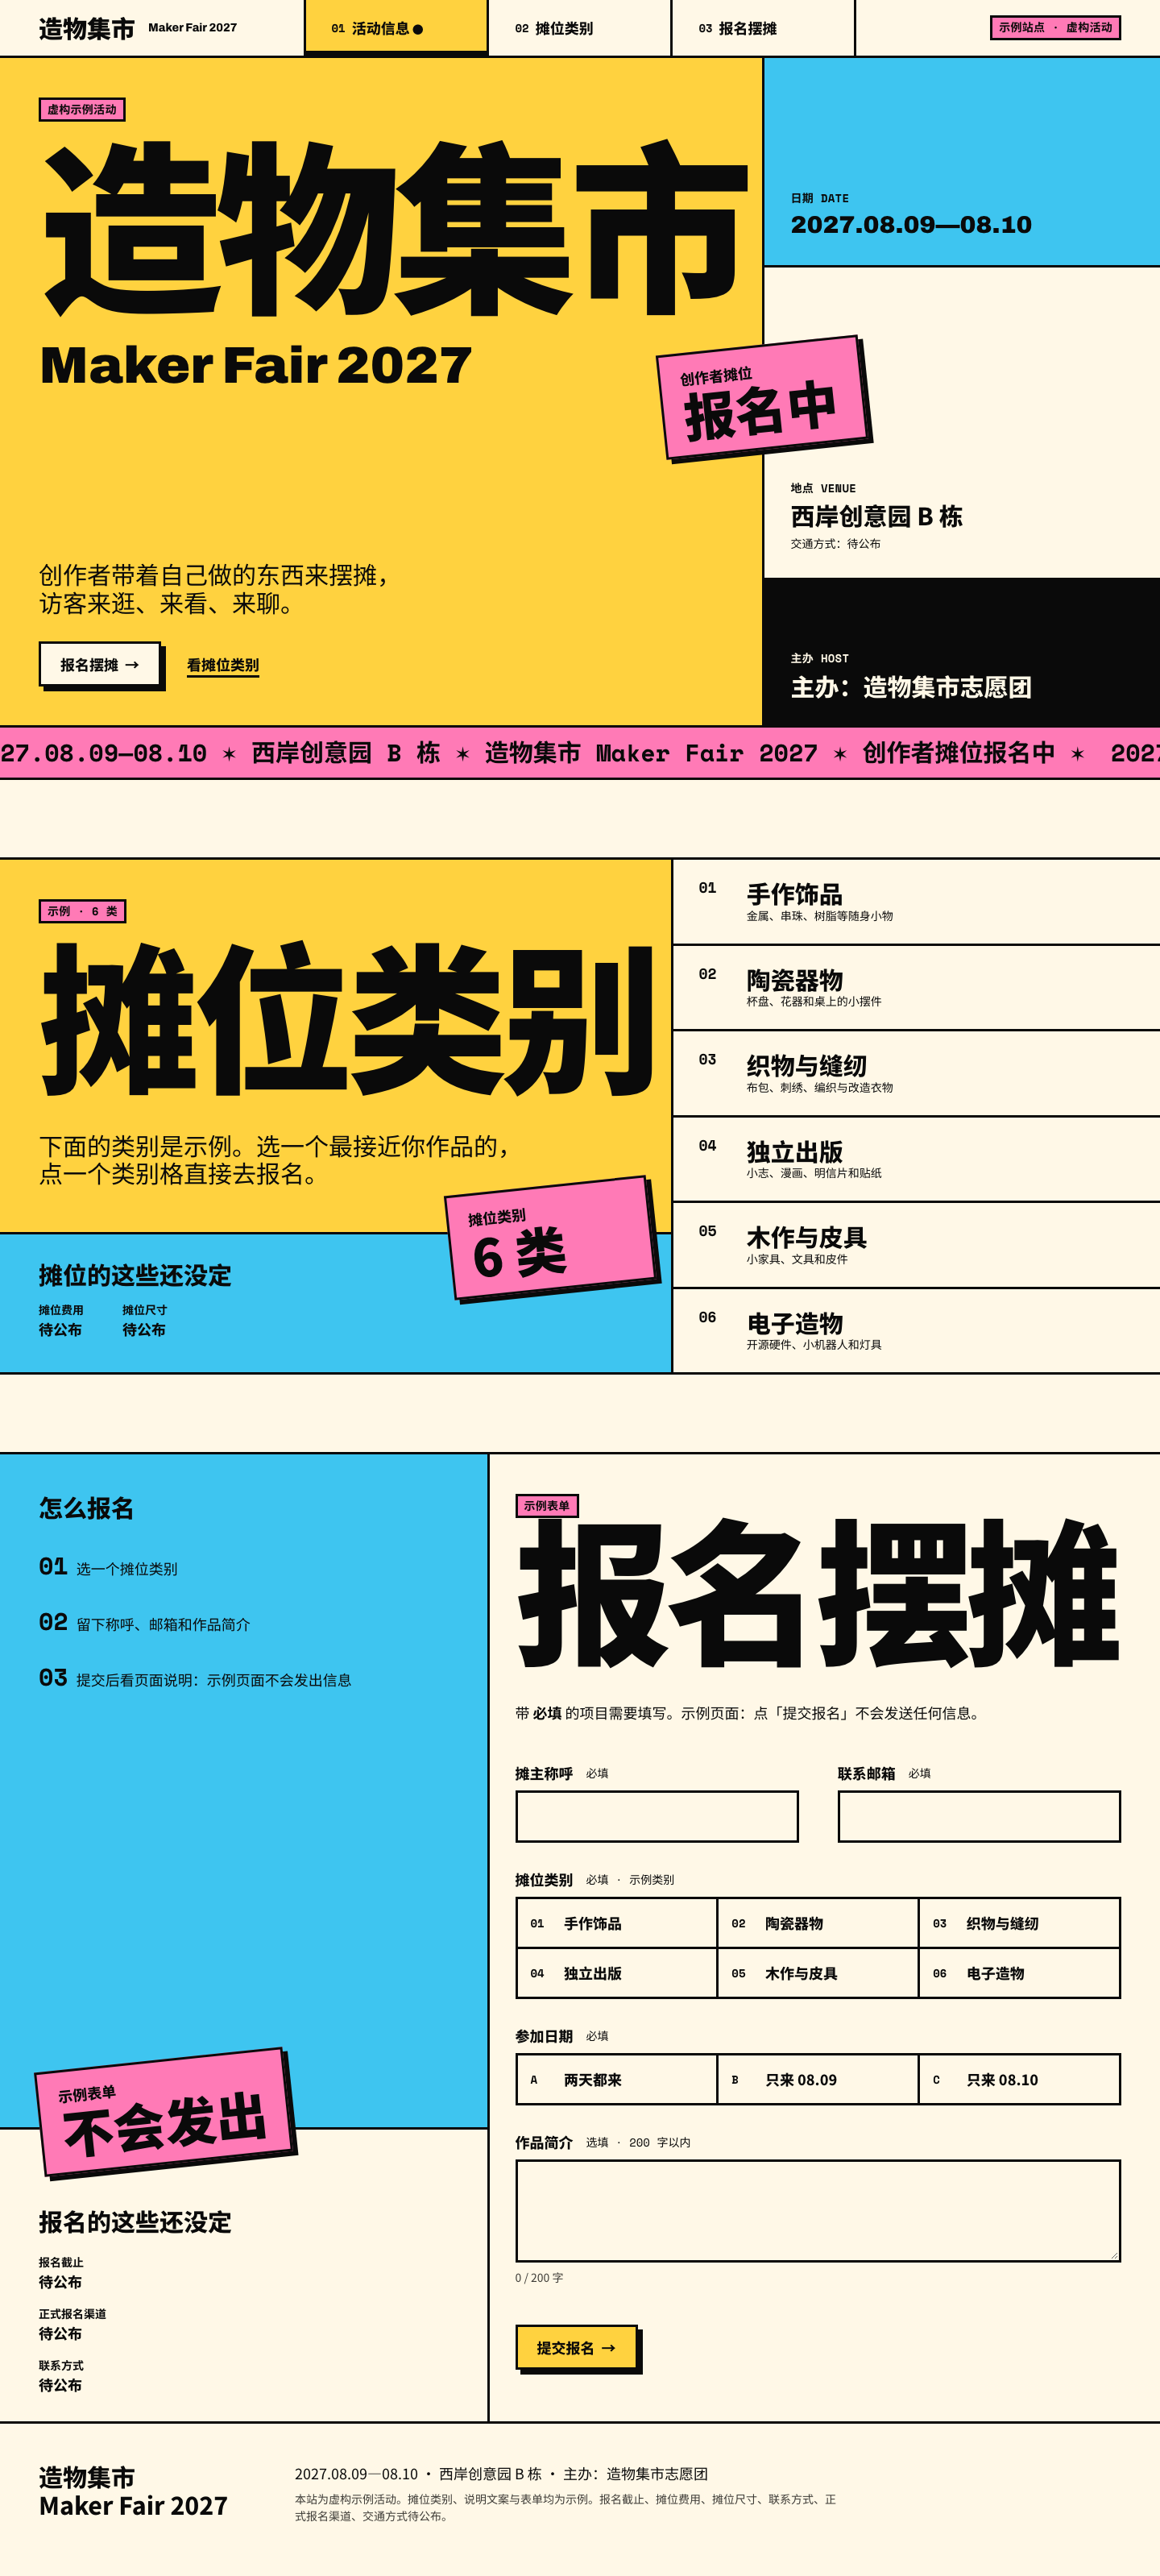 造物集市 Maker Fair 2027
01 活动信息
02 摊位类别
03 报名摆摊
示例站点 · 虚构活动
虚构示例活动
造物集市
Maker Fair 2027
日期 DATE
2027.08.09—08.10
创作者摊位
报名中
地点 VENUE
西岸创意园 B 栋
交通方式：待公布
创作者带着自己做的东西来摆摊，
访客来逛、来看、来聊。
报名摆摊 →
看摊位类别
主办 HOST
主办：造物集市志愿团
27.08.09—08.10 ✶ 西岸创意园 B 栋 ✶ 造物集市 Maker Fair 2027 ✶ 创作者摊位报名中 ✶ 2027
示例 · 6 类
摊位类别
下面的类别是示例。选一个最接近你作品的，
点一个类别格直接去报名。
摊位类别
6 类
摊位的这些还没定
摊位费用
待公布
摊位尺寸
待公布
01 手作饰品
金属、串珠、树脂等随身小物
02 陶瓷器物
杯盘、花器和桌上的小摆件
03 织物与缝纫
布包、刺绣、编织与改造衣物
04 独立出版
小志、漫画、明信片和贴纸
05 木作与皮具
小家具、文具和皮件
06 电子造物
开源硬件、小机器人和灯具
怎么报名
01 选一个摊位类别
02 留下称呼、邮箱和作品简介
03 提交后看页面说明：示例页面不会发出信息
示例表单
不会发出
报名的这些还没定
报名截止
待公布
正式报名渠道
待公布
联系方式
待公布
示例表单
报名摆摊
带 必填 的项目需要填写。示例页面：点「提交报名」不会发送任何信息。
摊主称呼 必填
联系邮箱 必填
摊位类别 必填 · 示例类别
01 手作饰品
02 陶瓷器物
03 织物与缝纫
04 独立出版
05 木作与皮具
06 电子造物
参加日期 必填
A 两天都来
B 只来 08.09
C 只来 08.10
作品简介 选填 · 200 字以内
0 / 200 字
提交报名 →
造物集市
Maker Fair 2027
2027.08.09—08.10 · 西岸创意园 B 栋 · 主办：造物集市志愿团
本站为虚构示例活动。摊位类别、说明文案与表单均为示例。报名截止、摊位费用、摊位尺寸、联系方式、正
式报名渠道、交通方式待公布。